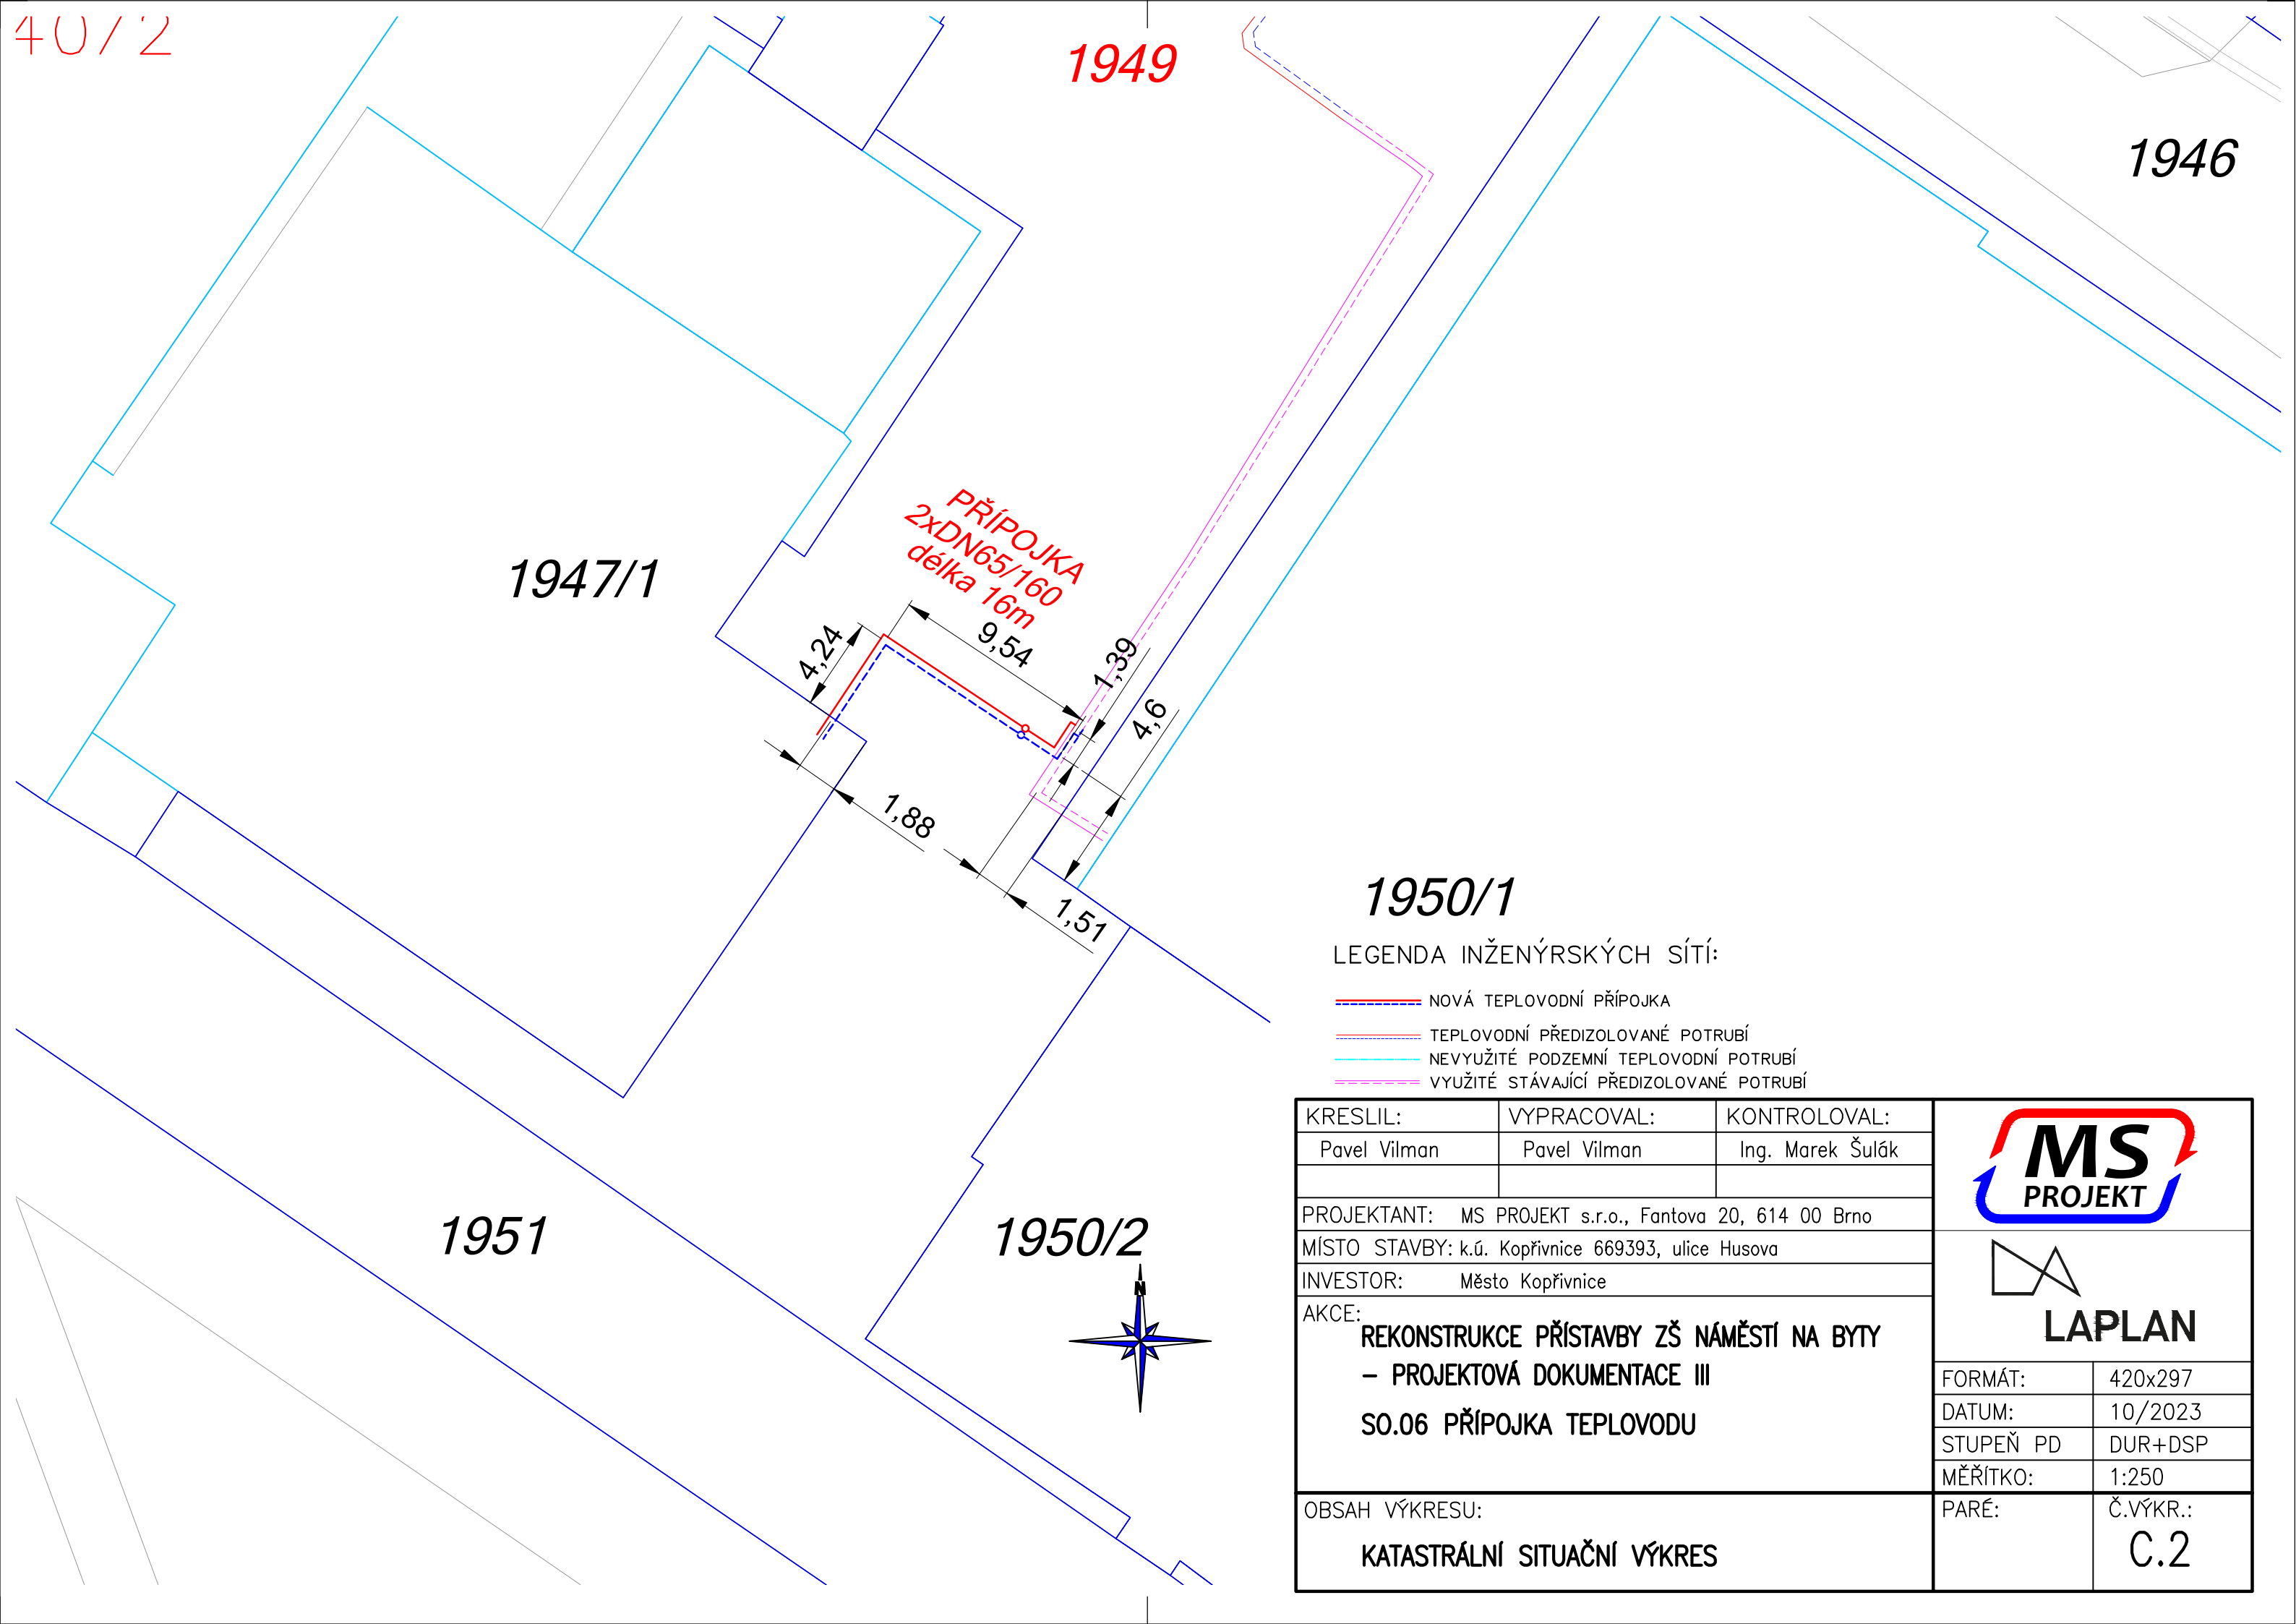 40/2
1949
1946
1947/1
PŘÍPOJKA
2xDN65/160
délka 16m
9,54
4,24
1,39
4,6
1,88
1,51
1950/1
LEGENDA INŽENÝRSKÝCH SÍTÍ:
NOVÁ TEPLOVODNÍ PŘÍPOJKA
TEPLOVODNÍ PŘEDIZOLOVANÉ POTRUBÍ
NEVYUŽITÉ PODZEMNÍ TEPLOVODNÍ POTRUBÍ
VYUŽITÉ STÁVAJÍCÍ PŘEDIZOLOVANÉ POTRUBÍ
1951
1950/2
N
KRESLIL: VYPRACOVAL: KONTROLOVAL:
Pavel Vilman Pavel Vilman Ing. Marek Šulák
PROJEKTANT: MS PROJEKT s.r.o., Fantova 20, 614 00 Brno
MÍSTO STAVBY: k.ú. Kopřivnice 669393, ulice Husova
INVESTOR: Město Kopřivnice
AKCE:
REKONSTRUKCE PŘÍSTAVBY ZŠ NÁMĚSTÍ NA BYTY
– PROJEKTOVÁ DOKUMENTACE III
SO.06 PŘÍPOJKA TEPLOVODU
OBSAH VÝKRESU:
KATASTRÁLNÍ SITUAČNÍ VÝKRES
MS
PROJEKT
LAPLAN
FORMÁT: 420x297
DATUM: 10/2023
STUPEŇ PD DUR+DSP
MĚŘÍTKO: 1:250
PARÉ: Č.VÝKR.:
C.2